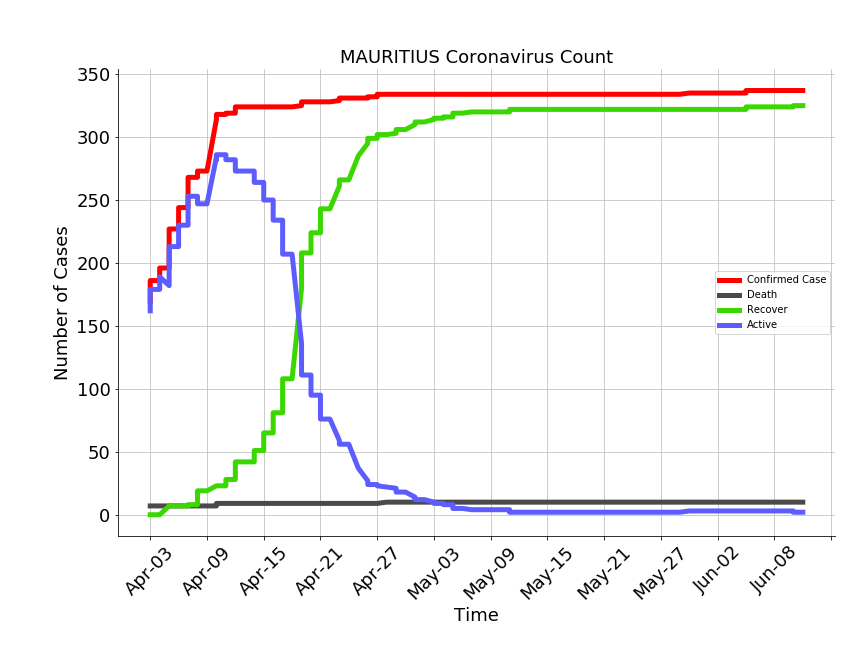 MAURITIUS Coronavirus Count
350
300
250
200
150
100
50
0
Number of Cases
Confirmed Case
Death
Recover
Active
Apr-03
Apr-09
Apr-15
Apr-21
Apr-27
May-03
May-09
May-15
May-21
May-27
Jun-02
Jun-08
Time